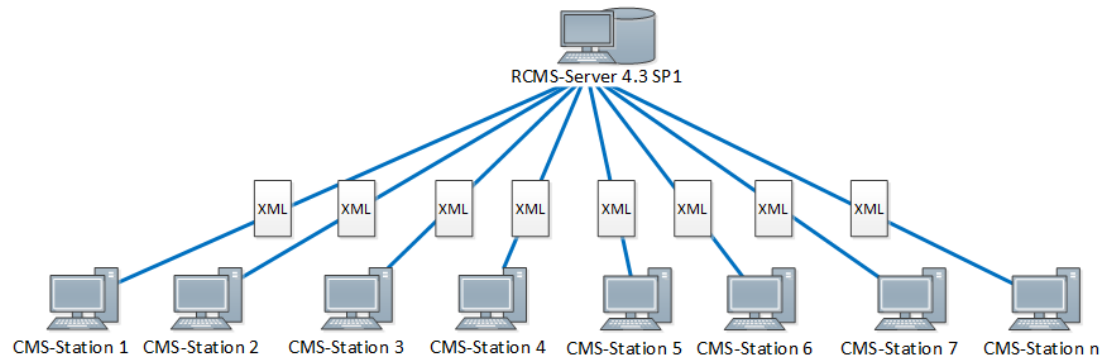 RCMS-Server 4.3 SP1
XML XML XML XML XML XML XML XML
CMS-Station 1 CMS-Station 2 CMS-Station 3 CMS-Station 4 CMS-Station 5 CMS-Station 6 CMS-Station 7 CMS-Station n